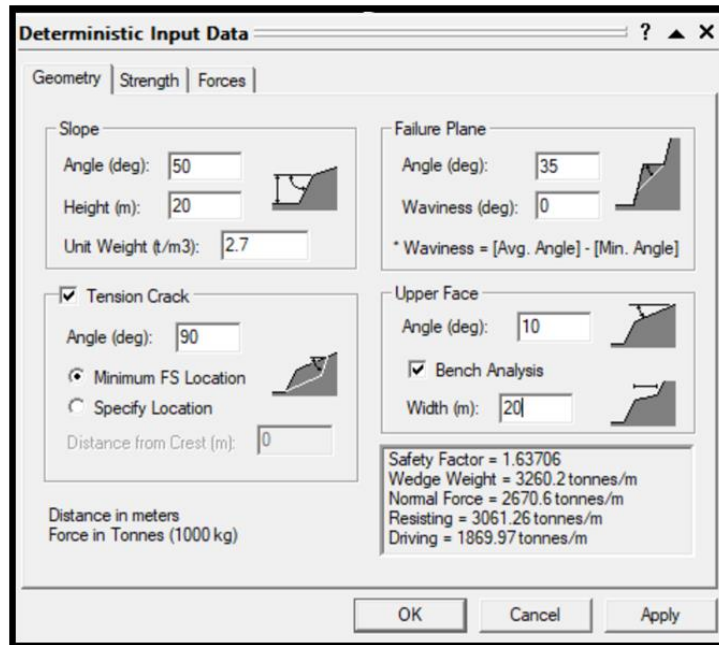 Deterministic Input Data
? ▲ ✕
Geometry Strength Forces
Slope
Angle (deg): 50
Height (m): 20
Unit Weight (t/m3): 2.7
Failure Plane
Angle (deg): 35
Waviness (deg): 0
* Waviness = [Avg. Angle] - [Min. Angle]
Tension Crack
Angle (deg): 90
Minimum FS Location
Specify Location
Distance from Crest (m): 0
Upper Face
Angle (deg): 10
Bench Analysis
Width (m): 20
Distance in meters
Force in Tonnes (1000 kg)
Safety Factor = 1.63706
Wedge Weight = 3260.2 tonnes/m
Normal Force = 2670.6 tonnes/m
Resisting = 3061.26 tonnes/m
Driving = 1869.97 tonnes/m
OK Cancel Apply